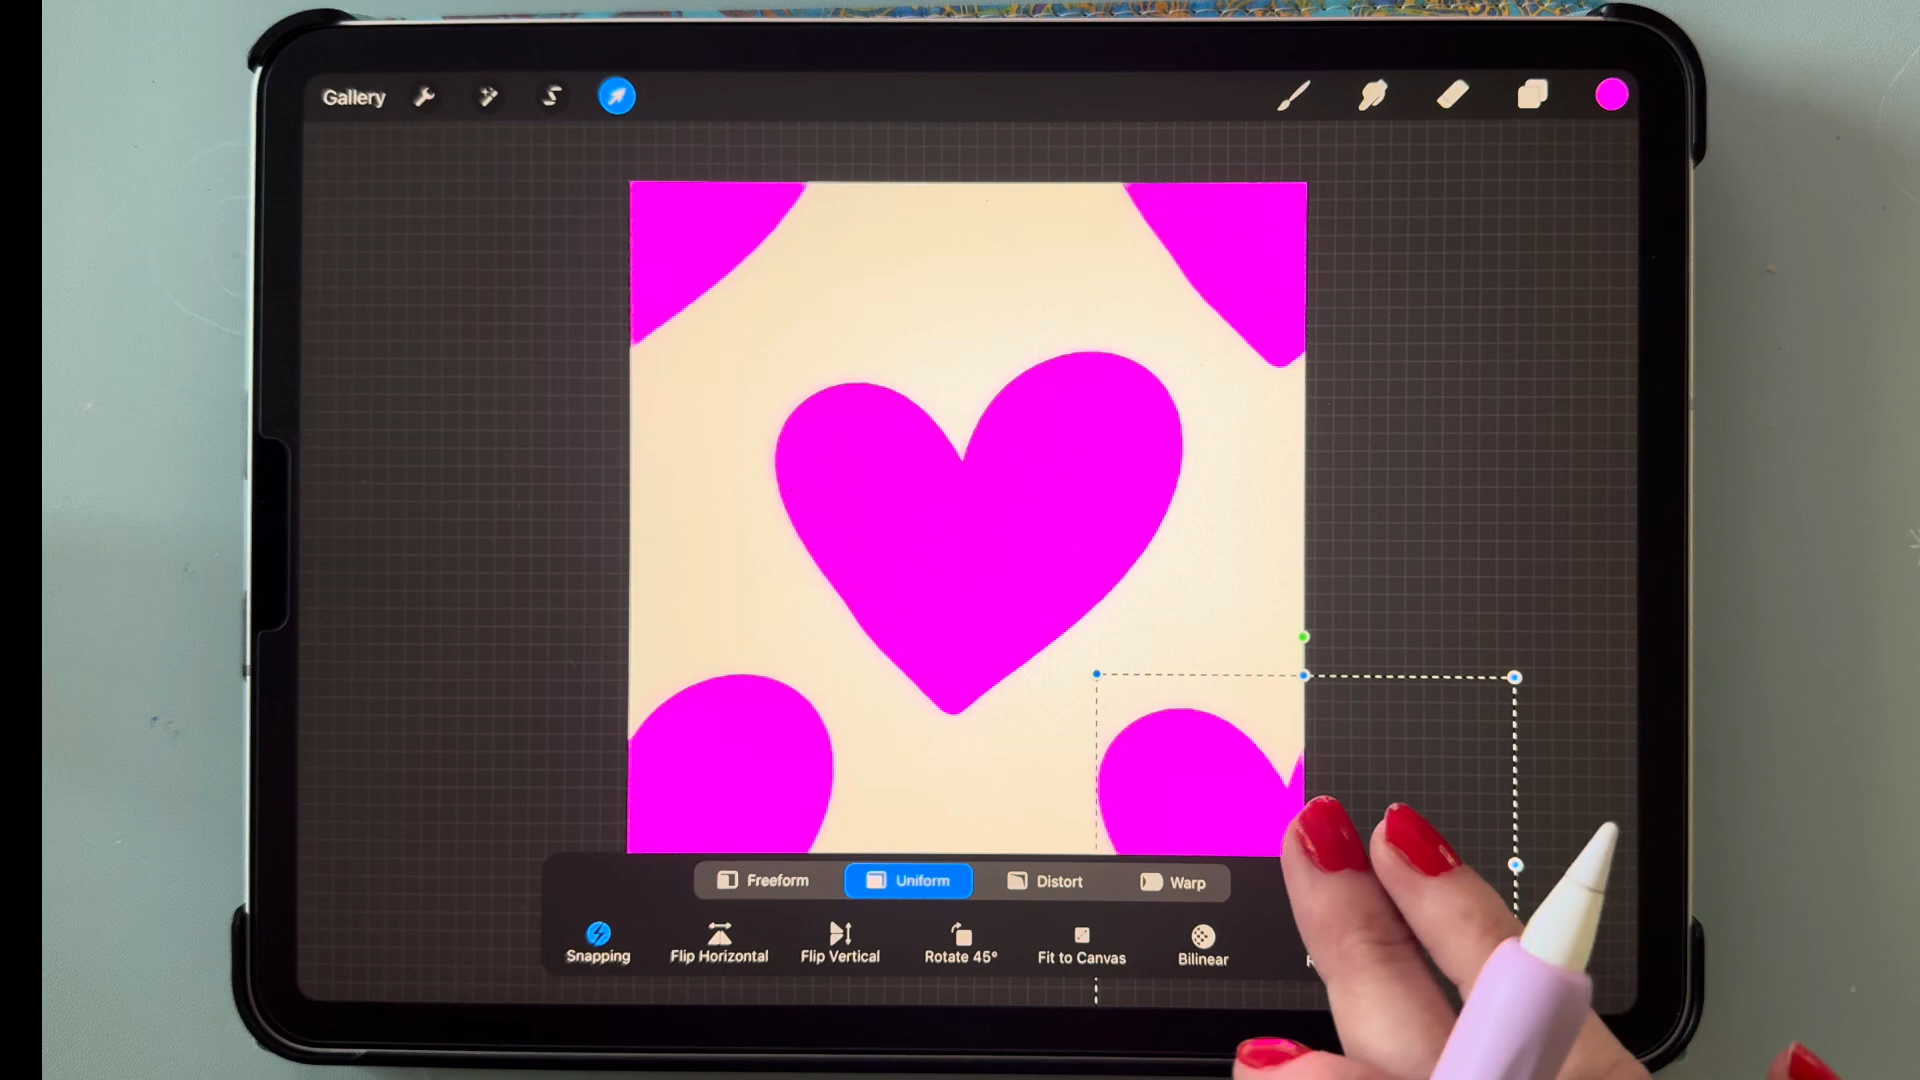 Gallery
Freeform Uniform Distort Warp
Snapping Flip Horizontal Flip Vertical Rotate 45° Fit to Canvas Bilinear